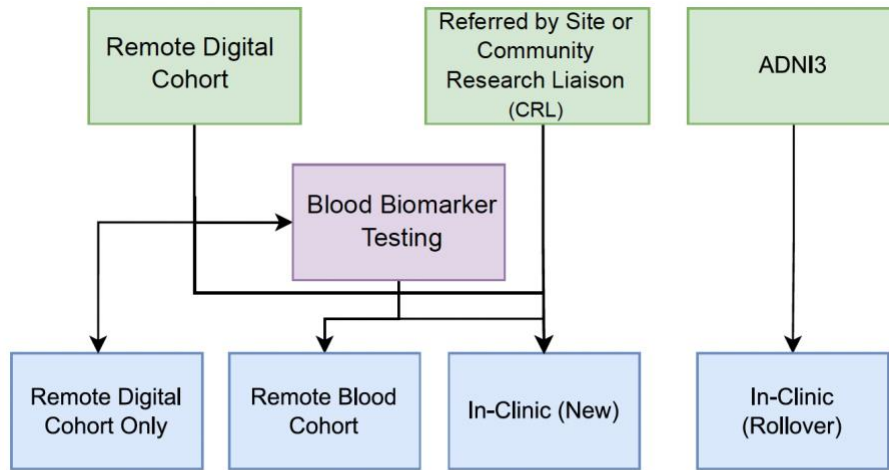 Remote Digital
Cohort
Referred by Site or
Community
Research Liaison
(CRL)
ADNI3
Blood Biomarker
Testing
Remote Digital
Cohort Only
Remote Blood
Cohort
In-Clinic (New)
In-Clinic
(Rollover)